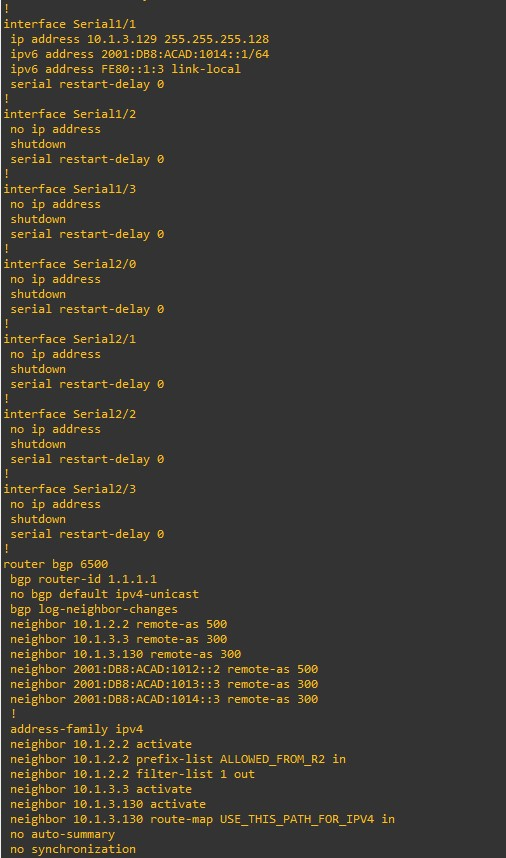 !
interface Serial1/1
 ip address 10.1.3.129 255.255.255.128
 ipv6 address 2001:DB8:ACAD:1014::1/64
 ipv6 address FE80::1:3 link-local
 serial restart-delay 0
!
interface Serial1/2
 no ip address
 shutdown
 serial restart-delay 0
!
interface Serial1/3
 no ip address
 shutdown
 serial restart-delay 0
!
interface Serial2/0
 no ip address
 shutdown
 serial restart-delay 0
!
interface Serial2/1
 no ip address
 shutdown
 serial restart-delay 0
!
interface Serial2/2
 no ip address
 shutdown
 serial restart-delay 0
!
interface Serial2/3
 no ip address
 shutdown
 serial restart-delay 0
!
router bgp 6500
 bgp router-id 1.1.1.1
 no bgp default ipv4-unicast
 bgp log-neighbor-changes
 neighbor 10.1.2.2 remote-as 500
 neighbor 10.1.3.3 remote-as 300
 neighbor 10.1.3.130 remote-as 300
 neighbor 2001:DB8:ACAD:1012::2 remote-as 500
 neighbor 2001:DB8:ACAD:1013::3 remote-as 300
 neighbor 2001:DB8:ACAD:1014::3 remote-as 300
 !
 address-family ipv4
 neighbor 10.1.2.2 activate
 neighbor 10.1.2.2 prefix-list ALLOWED_FROM_R2 in
 neighbor 10.1.2.2 filter-list 1 out
 neighbor 10.1.3.3 activate
 neighbor 10.1.3.130 activate
 neighbor 10.1.3.130 route-map USE_THIS_PATH_FOR_IPV4 in
 no auto-summary
 no synchronization